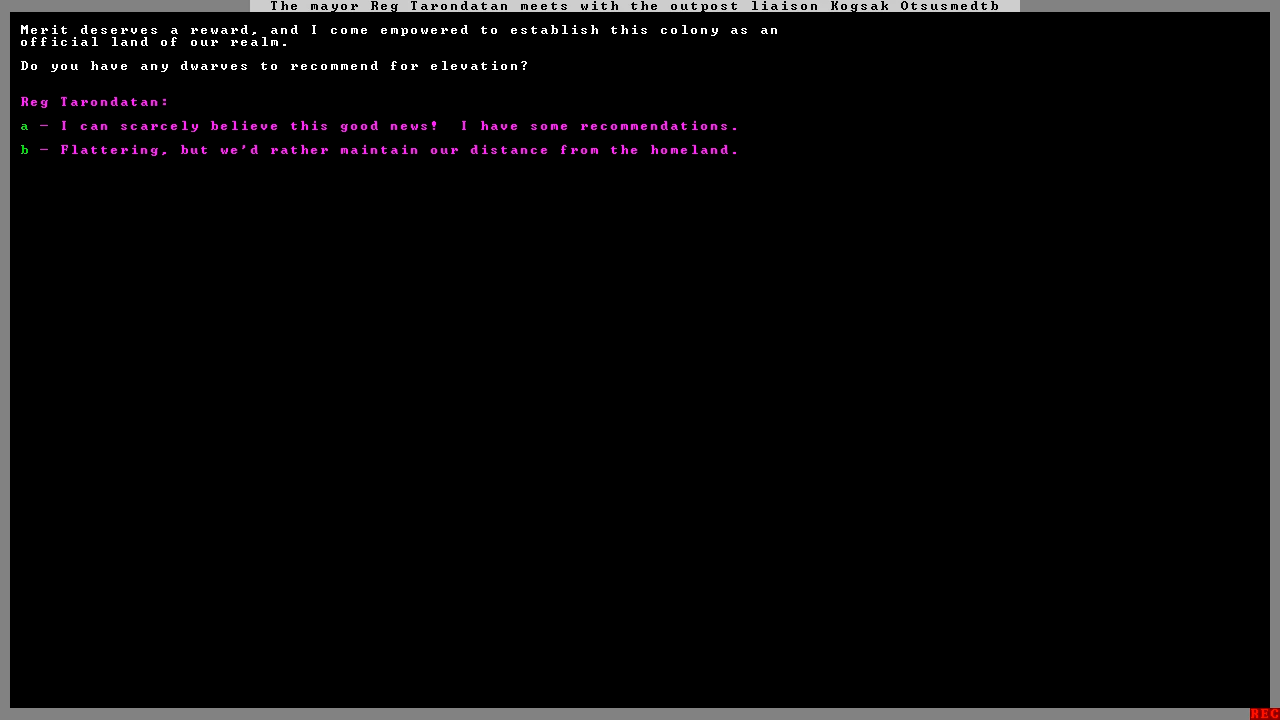 The mayor Reg Tarondatan meets with the outpost liaison Kogsak Otsusmedtb
Merit deserves a reward, and I come empowered to establish this colony as an
official land of our realm.
Do you have any dwarves to recommend for elevation?
Reg Tarondatan:
a - I can scarcely believe this good news!  I have some recommendations.
b - Flattering, but we'd rather maintain our distance from the homeland.
REC